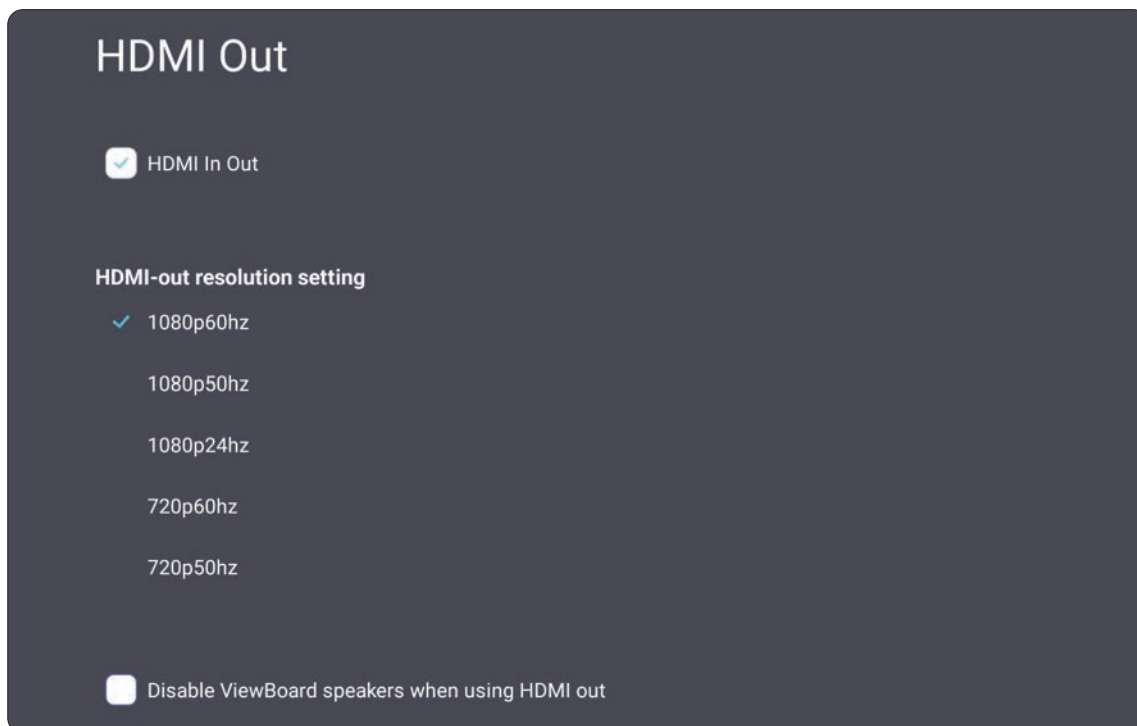 HDMI Out
HDMI In Out
HDMI-out resolution setting
1080p60hz
1080p50hz
1080p24hz
720p60hz
720p50hz
Disable ViewBoard speakers when using HDMI out